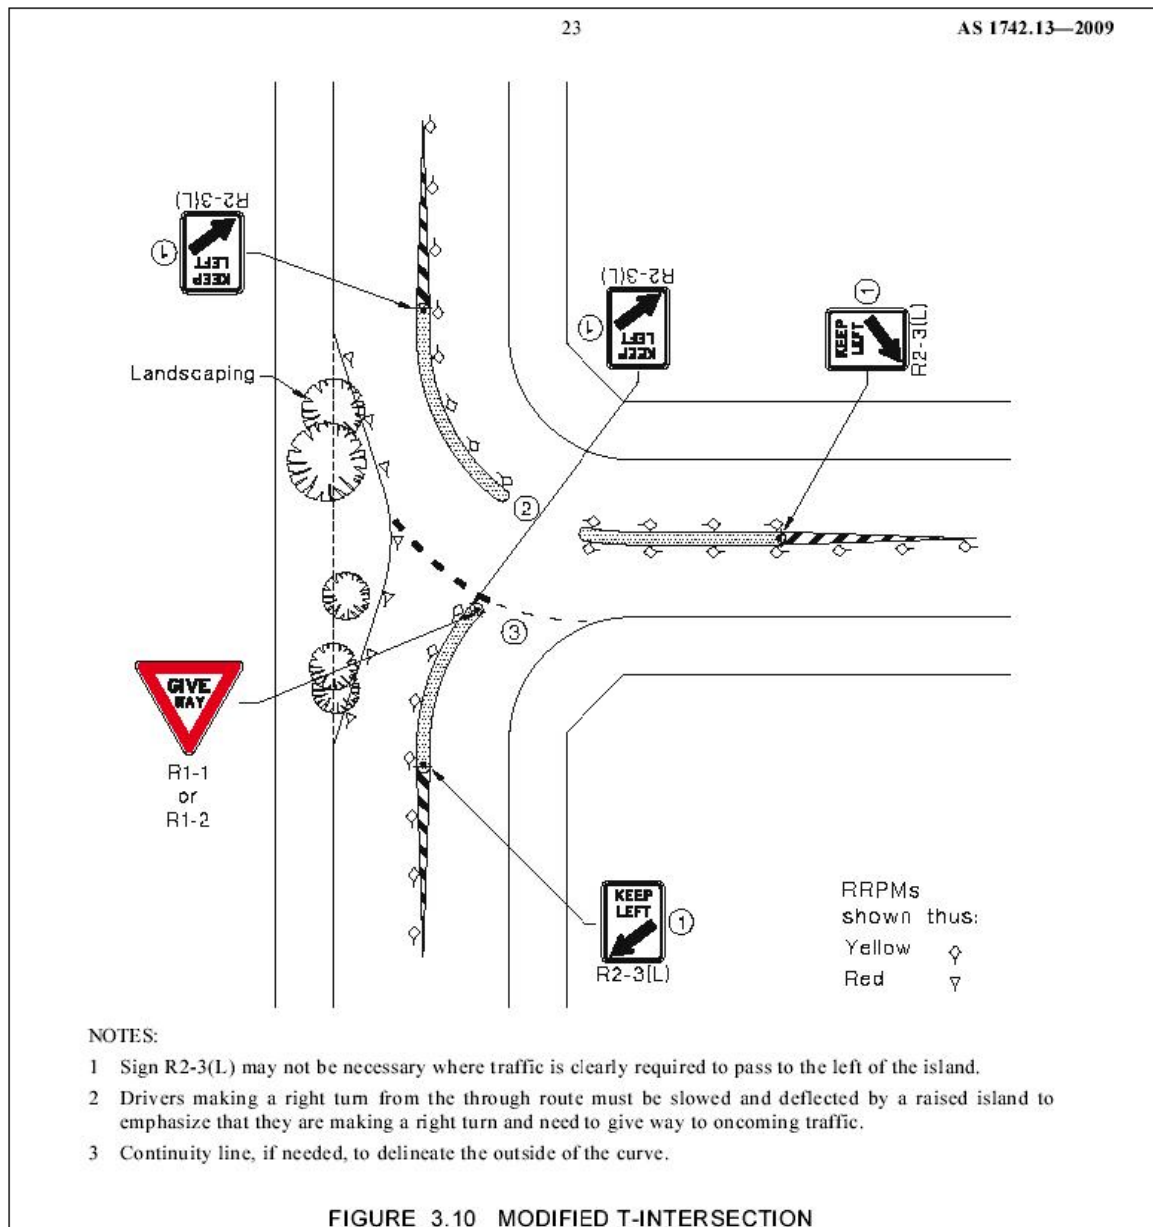 23
AS 1742.13—2009
R2-3(L)
KEEP
LEFT
1
R2-3(L)
KEEP
LEFT
1
1
KEEP
LEFT
R2-3(L)
Landscaping
2
3
GIVE
WAY
R1-1
or
R1-2
KEEP
LEFT
1
R2-3(L)
RRPMs
shown thus:
Yellow
Red
NOTES:
1 Sign R2-3(L) may not be necessary where traffic is clearly required to pass to the left of the island.
2 Drivers making a right turn from the through route must be slowed and deflected by a raised island to
emphasize that they are making a right turn and need to give way to oncoming traffic.
3 Continuity line, if needed, to delineate the outside of the curve.
FIGURE 3.10 MODIFIED T-INTERSECTION